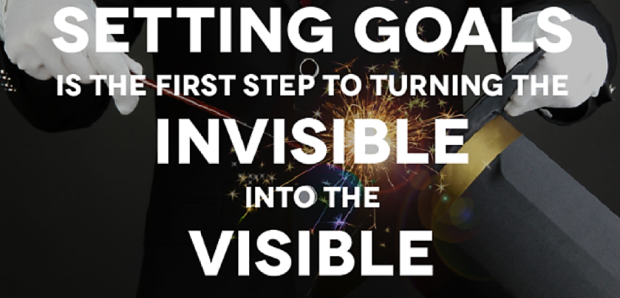 SETTING GOALS
IS THE FIRST STEP TO TURNING THE
INVISIBLE
INTO THE
VISIBLE